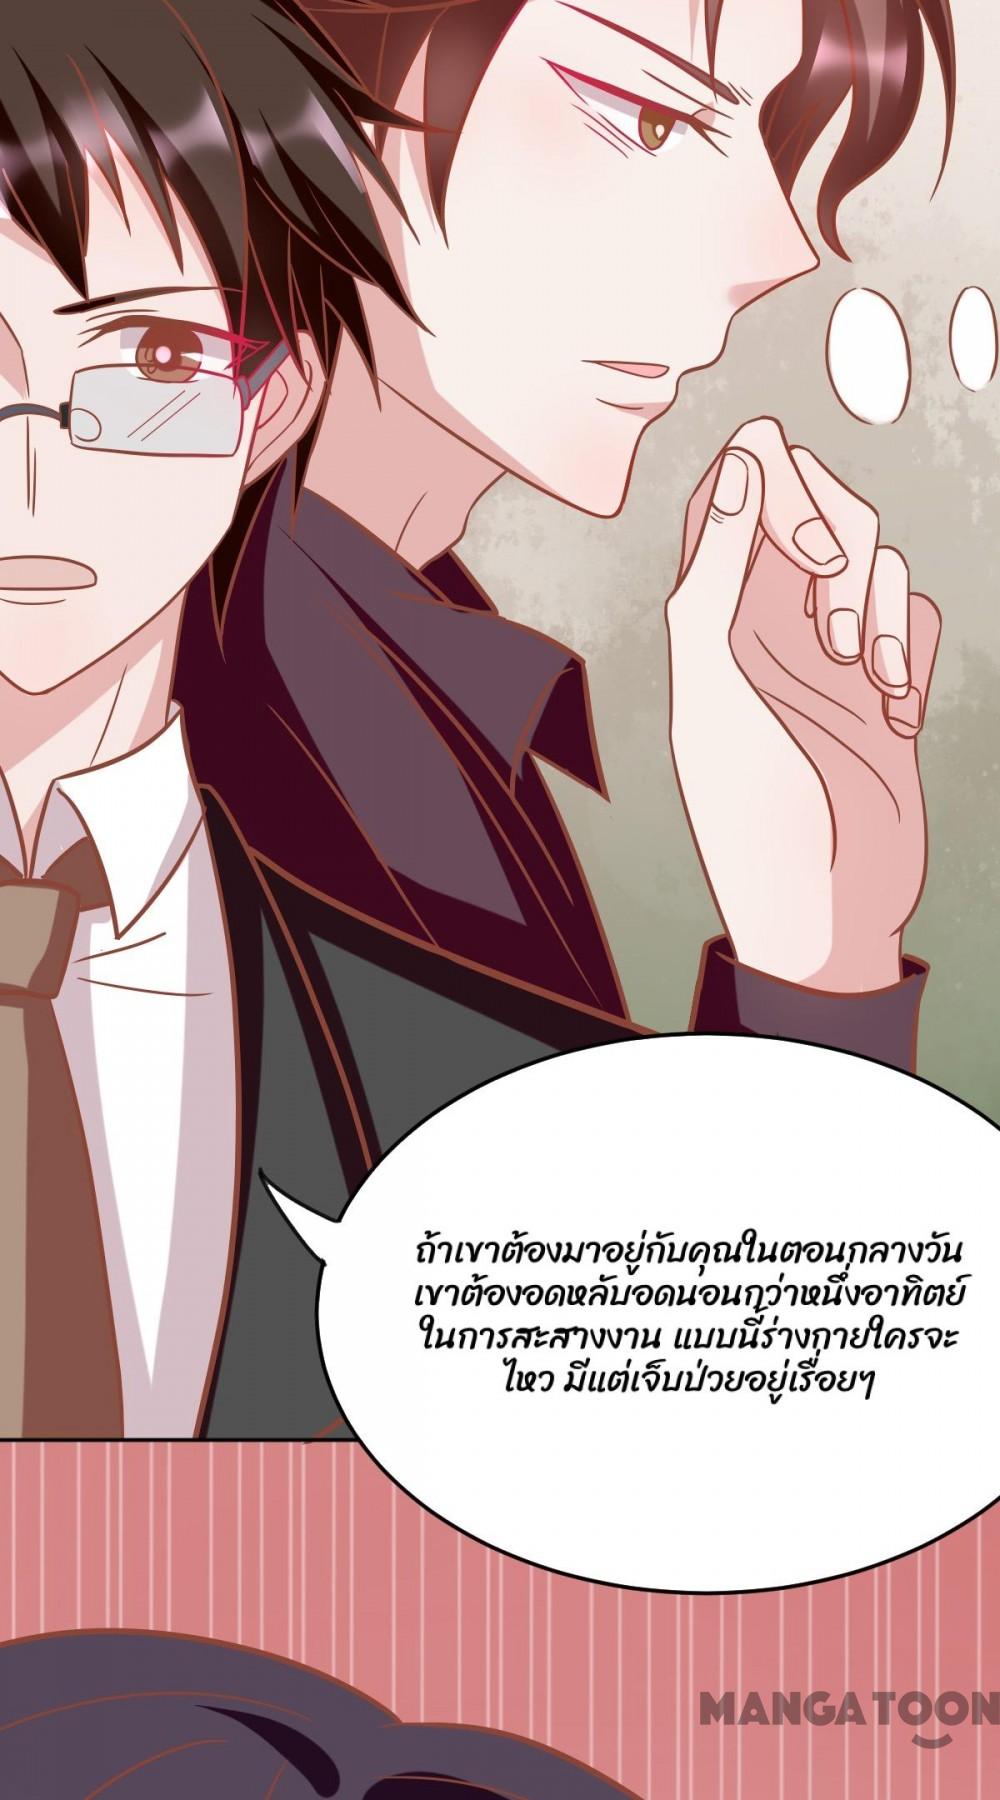 ถ้าเขาต้องมาอยู่กับคุณในตอนกลางวัน
เขาต้องอดหลับอดนอนกว่าหนึ่งอาทิตย์
ในการสะสางงาน แบบนี้ร่างกายใครจะ
ไหว มีแต่เจ็บป่วยอยู่เรื่อยๆ
MANGATOON